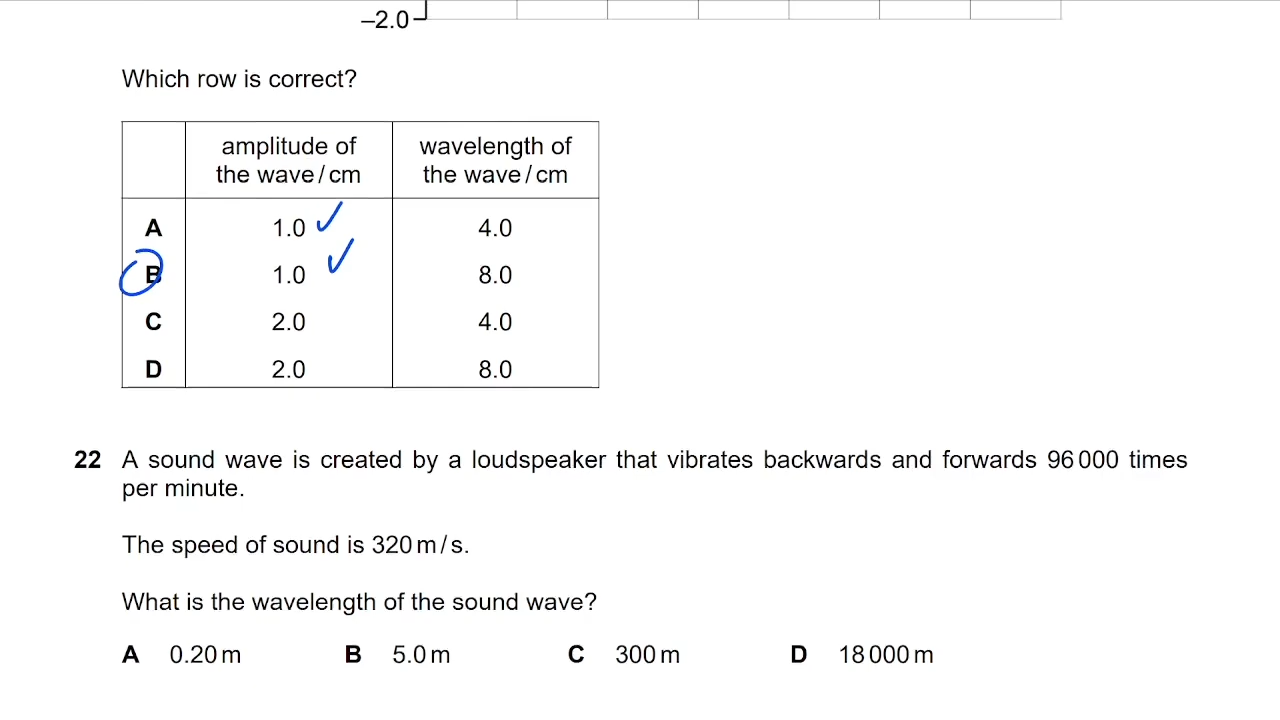 –2.0
Which row is correct?
amplitude of
the wave / cm
wavelength of
the wave / cm
A 1.0 ✓ 4.0
B 1.0 ✓ 8.0
C 2.0 4.0
D 2.0 8.0
22 A sound wave is created by a loudspeaker that vibrates backwards and forwards 96 000 times
per minute.
The speed of sound is 320 m / s.
What is the wavelength of the sound wave?
A 0.20 m B 5.0 m C 300 m D 18 000 m